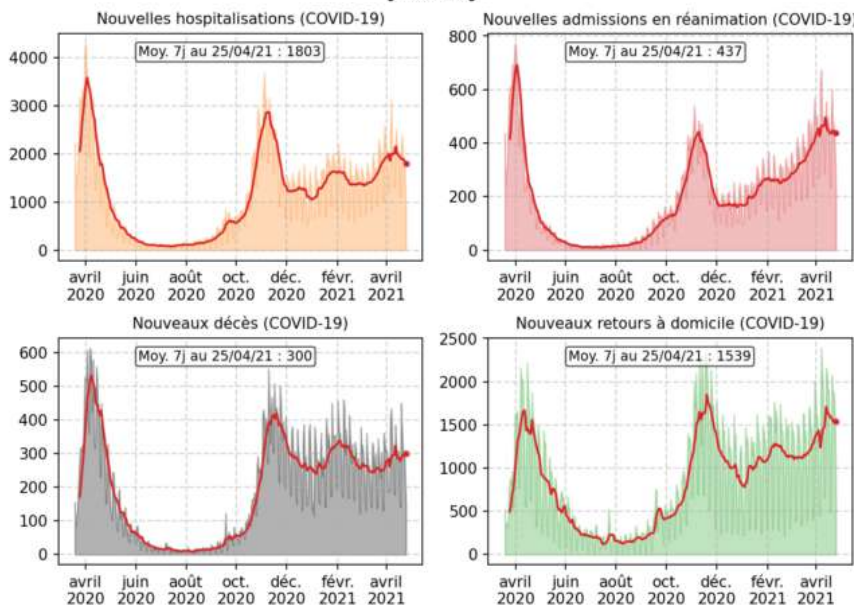 Nouvelles hospitalisations (COVID-19)
Moy. 7j au 25/04/21 : 1803
4000
3000
2000
1000
0
avril juin août oct. déc. févr. avril
2020 2020 2020 2020 2020 2021 2021
Nouvelles admissions en réanimation (COVID-19)
Moy. 7j au 25/04/21 : 437
800
600
400
200
0
avril juin août oct. déc. févr. avril
2020 2020 2020 2020 2020 2021 2021
Nouveaux décès (COVID-19)
Moy. 7j au 25/04/21 : 300
600
500
400
300
200
100
0
avril juin août oct. déc. févr. avril
2020 2020 2020 2020 2020 2021 2021
Nouveaux retours à domicile (COVID-19)
Moy. 7j au 25/04/21 : 1539
2500
2000
1500
1000
500
0
avril juin août oct. déc. févr. avril
2020 2020 2020 2020 2020 2021 2021